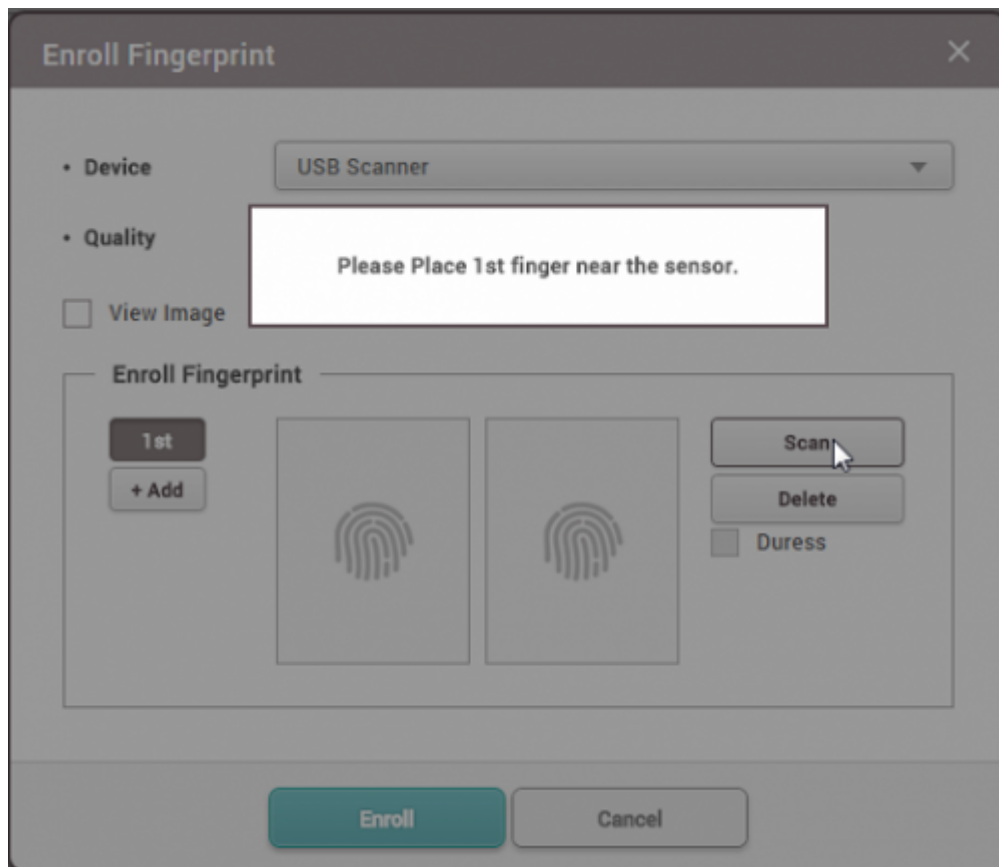 Enroll Fingerprint
• Device
USB Scanner
• Quality
Please Place 1st finger near the sensor.
View Image
Enroll Fingerprint
1st
+ Add
Scan
Delete
Duress
Enroll
Cancel